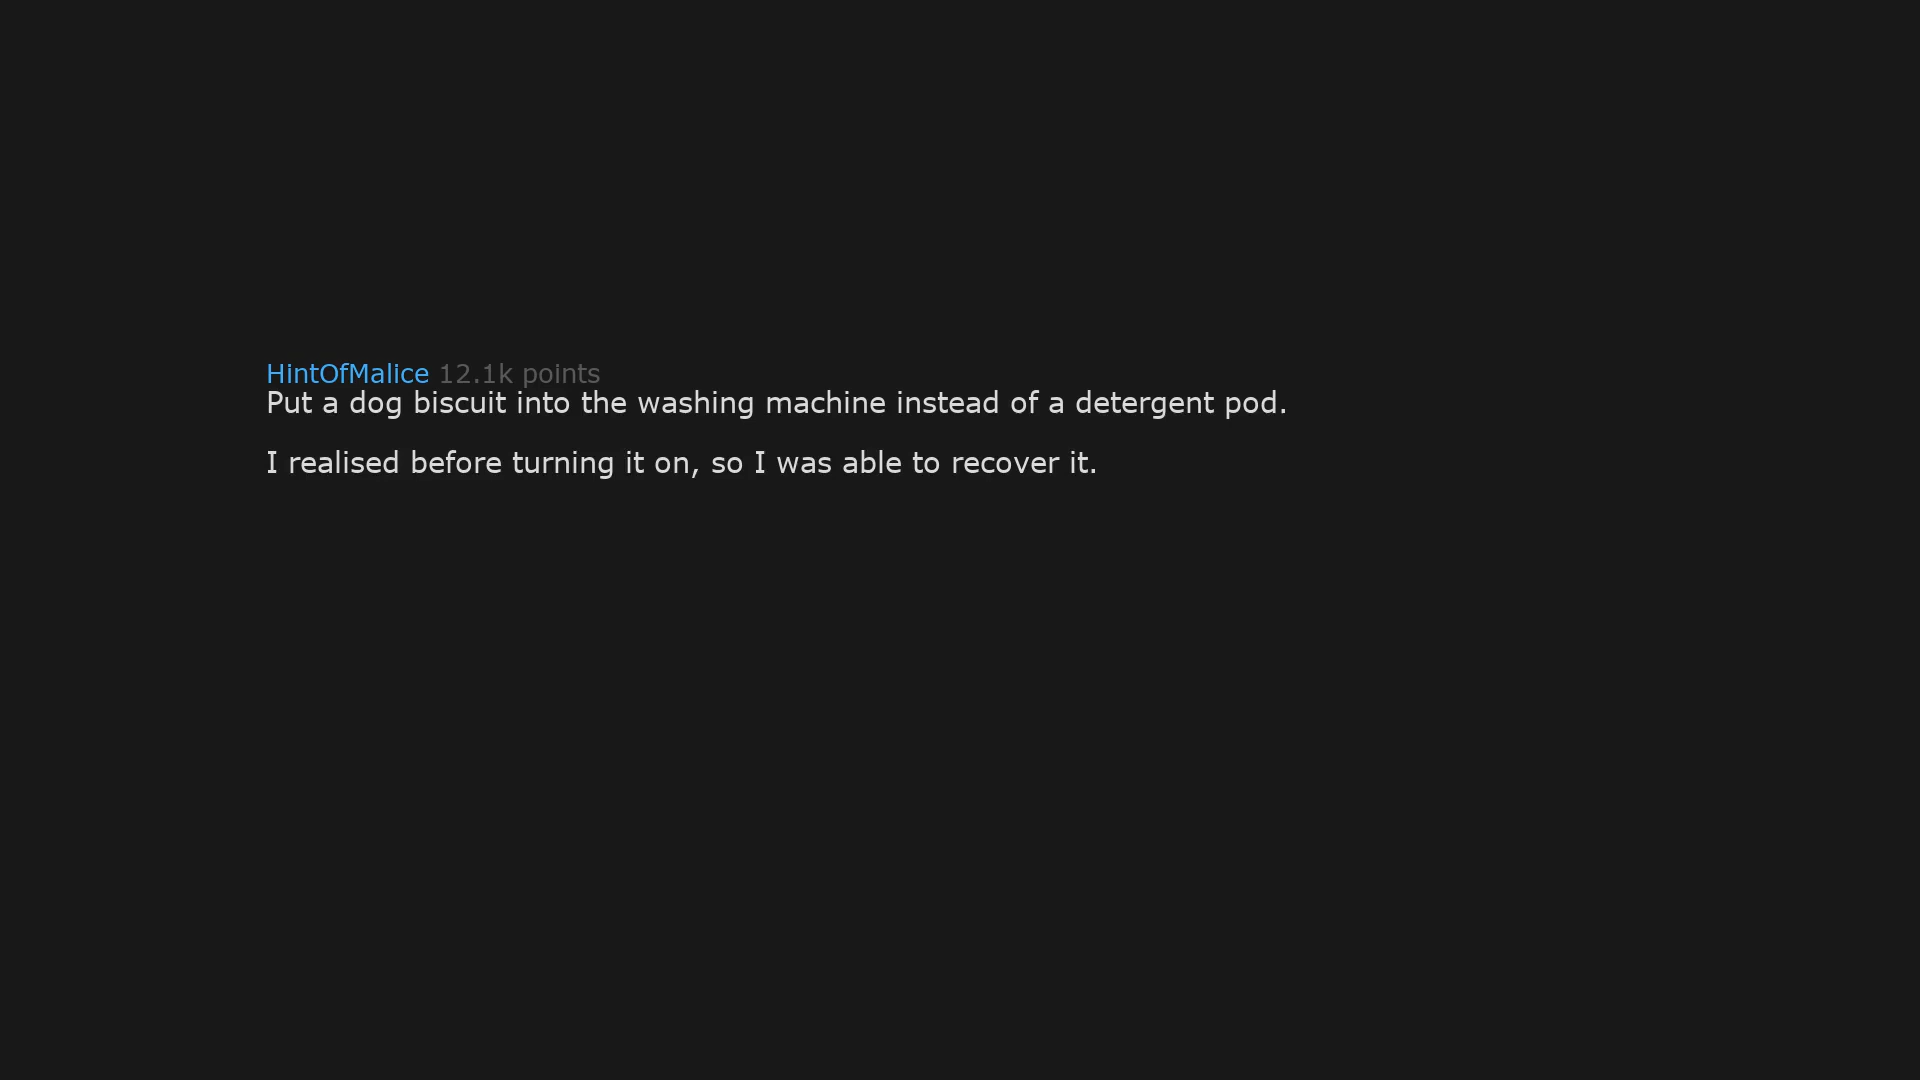 HintOfMalice 12.1k points
Put a dog biscuit into the washing machine instead of a detergent pod.
I realised before turning it on, so I was able to recover it.